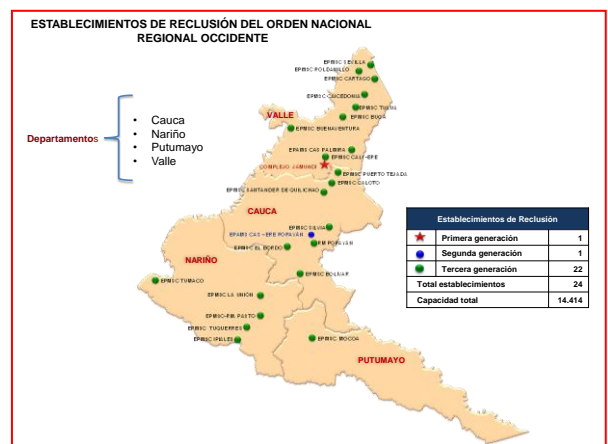 ESTABLECIMIENTOS DE RECLUSIÓN DEL ORDEN NACIONAL
REGIONAL OCCIDENTE
Departamentos
• Cauca
• Nariño
• Putumayo
• Valle
EPMSC SEVILLA
EPMSC ROLDANILLO
EPMSC CARTAGO
EPMSC CAICEDONIA
EPMSC TULUA
EPMSC BUGA
VALLE
EPMSC BUENAVENTURA
EPAMS CAS PALMIRA
EPMSC CALI -ERE
COMPLEJO JAMUNDI
EPMSC PUERTO TEJADA
EPMSC CALOTO
EPMSC SANTANDER DE QUILICHAO
CAUCA
EPMSC SILVIA
EPAMS CAS -ERE POPAYÁN
RM POPAYÁN
EPMSC EL BORDO
NARIÑO
EPMSC BOLIVAR
EPMSC TUMACO
EPMSC LA UNIÓN
EPMSC-RM PASTO
EPMSC TUQUERRES
EPMSC IPIALES
EPMSC MOCOA
PUTUMAYO
Establecimientos de Reclusión
Primera generación 1
Segunda generación 1
Tercera generación 22
Total establecimientos 24
Capacidad total 14.414